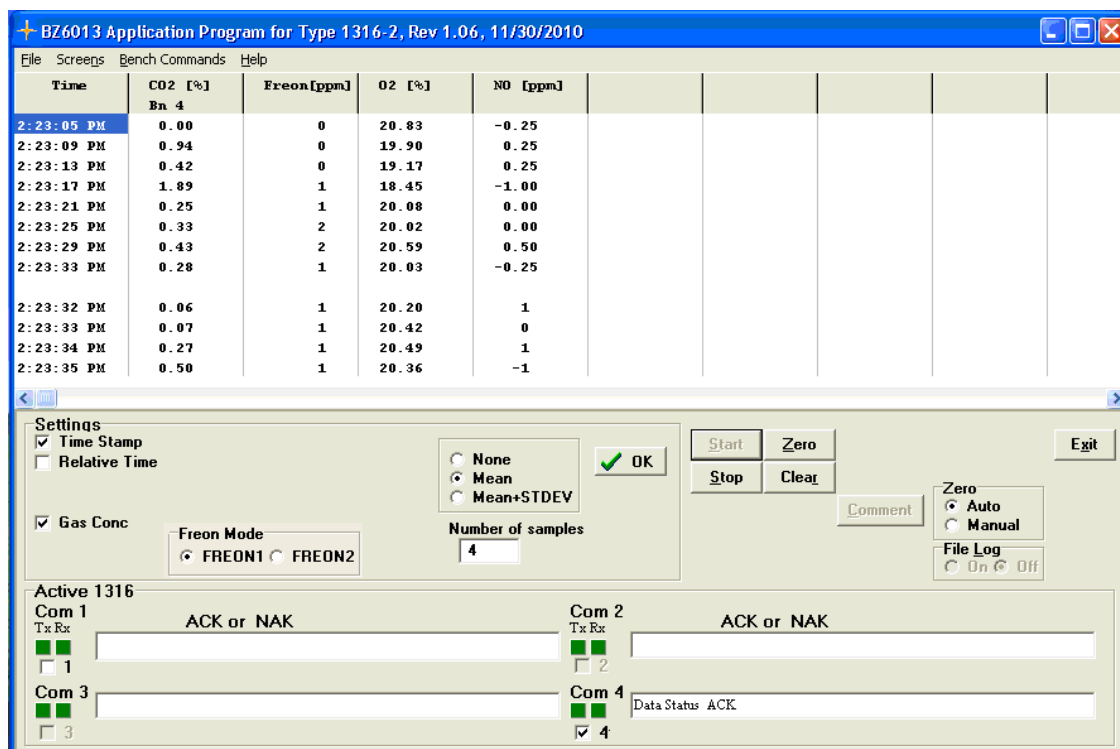 BZ6013 Application Program for Type 1316-2, Rev 1.06, 11/30/2010
File Screens Bench Commands Help
Time CO2 [%] Freon[ppm] O2 [%] NO [ppm]
Bn 4
2:23:05 PM 0.00 0 20.83 -0.25
2:23:09 PM 0.94 0 19.90 0.25
2:23:13 PM 0.42 0 19.17 0.25
2:23:17 PM 1.89 1 18.45 -1.00
2:23:21 PM 0.25 1 20.08 0.00
2:23:25 PM 0.33 2 20.02 0.00
2:23:29 PM 0.43 2 20.59 0.50
2:23:33 PM 0.28 1 20.03 -0.25
2:23:32 PM 0.06 1 20.20 1
2:23:33 PM 0.07 1 20.42 0
2:23:34 PM 0.27 1 20.49 1
2:23:35 PM 0.50 1 20.36 -1
Settings
Time Stamp
Relative Time
Gas Conc
Freon Mode
FREON1 FREON2
None
Mean
Mean+STDEV
OK
Number of samples
4
Start Zero
Stop Clear
Comment
Exit
Zero
Auto
Manual
File Log
On Off
Active 1316
Com 1 ACK or NAK
Tx Rx
1
Com 2 ACK or NAK
Tx Rx
2
Com 3
3
Com 4 Data Status ACK
4